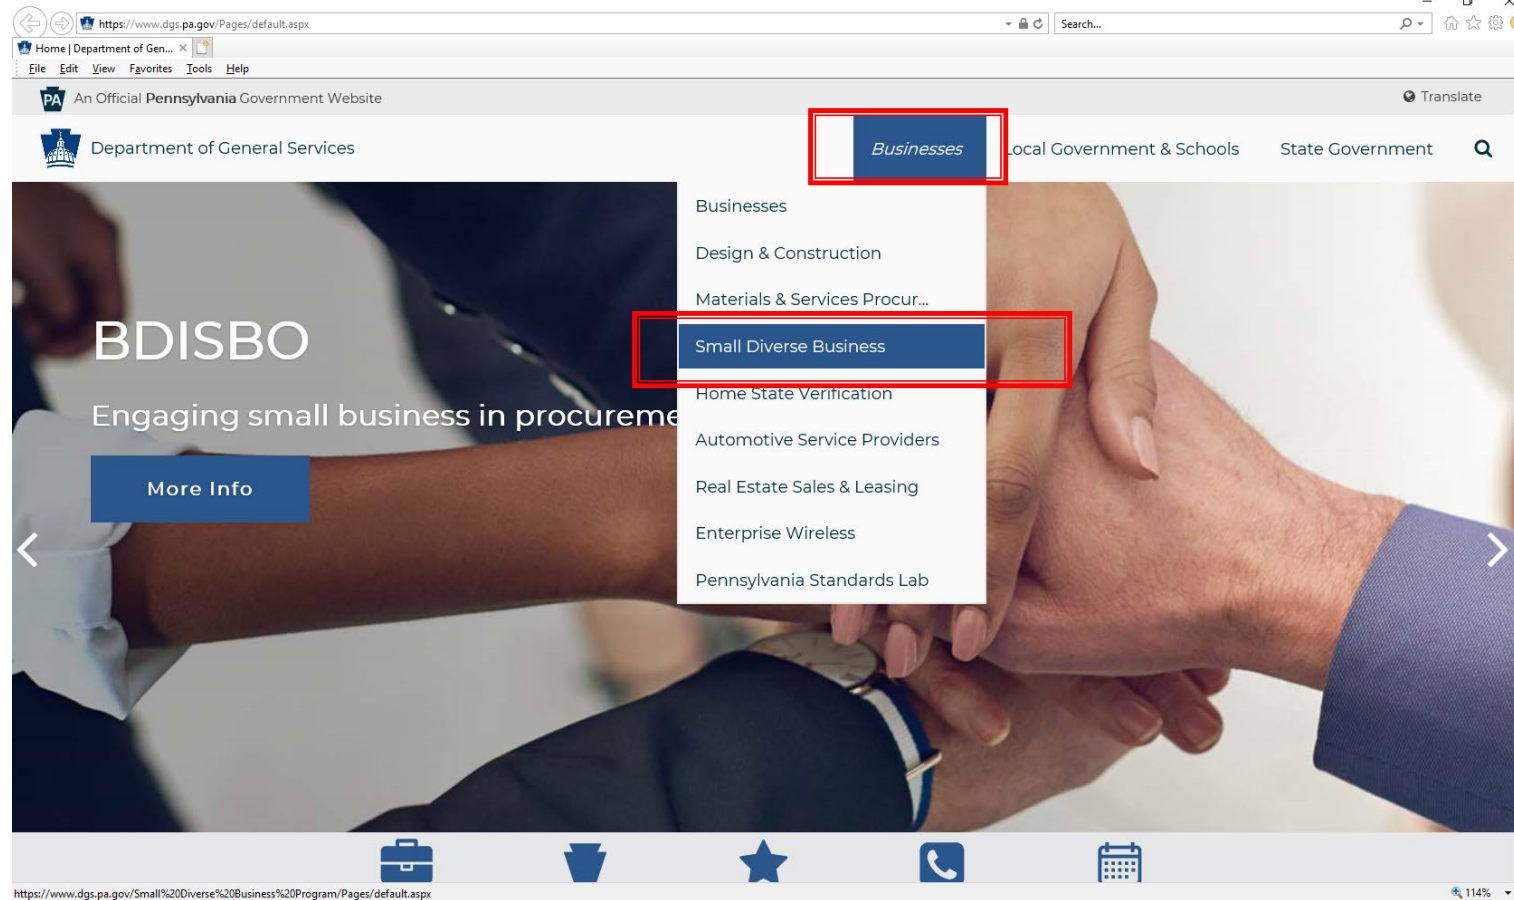 https://www.dgs.pa.gov/Pages/default.aspx
Search...
Home | Department of Gen...
File Edit View Favorites Tools Help
PA An Official Pennsylvania Government Website
Translate
Department of General Services
Businesses
Local Government & Schools
State Government
Businesses
Design & Construction
Materials & Services Procur...
Small Diverse Business
Home State Verification
Automotive Service Providers
Real Estate Sales & Leasing
Enterprise Wireless
Pennsylvania Standards Lab
BDISBO
Engaging small business in procureme
More Info
https://www.dgs.pa.gov/Small%20Diverse%20Business%20Program/Pages/default.aspx
114%